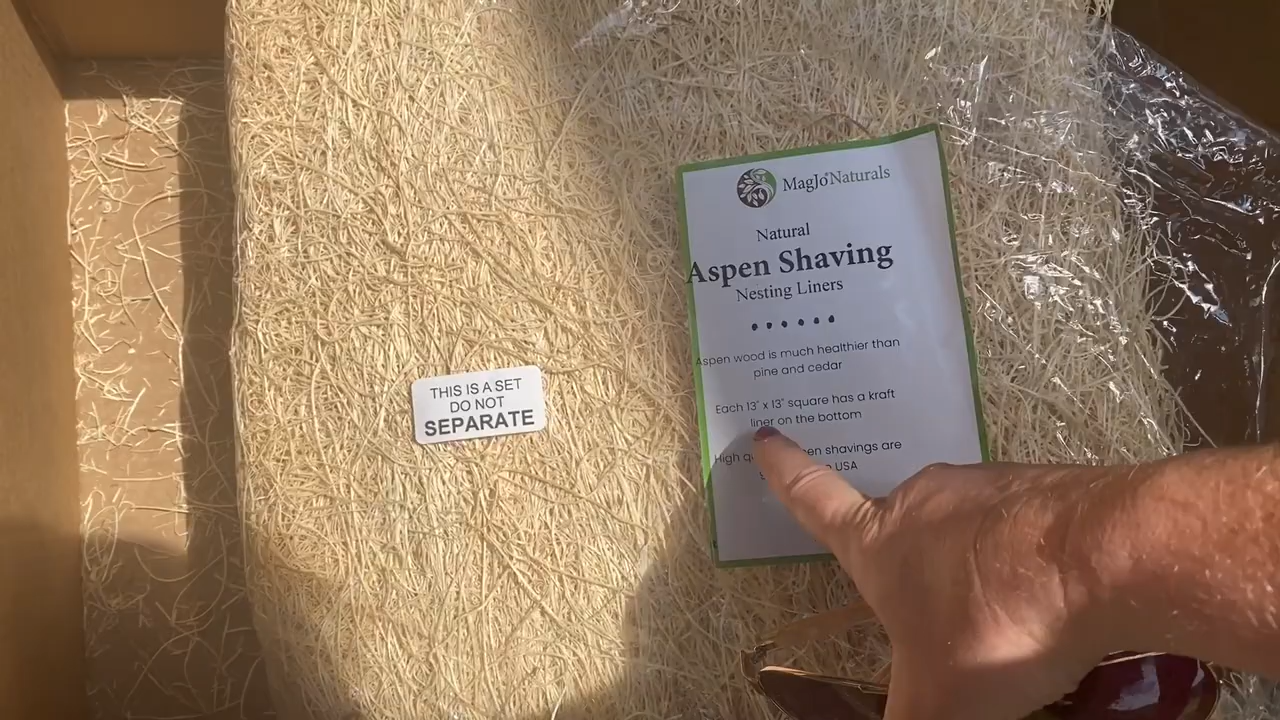 THIS IS A SET
DO NOT
SEPARATE
MagJo Naturals
Natural
Aspen Shaving
Nesting Liners
Aspen wood is much healthier than
pine and cedar
Each 13" x 13" square has a kraft
liner on the bottom
High shavings are
USA